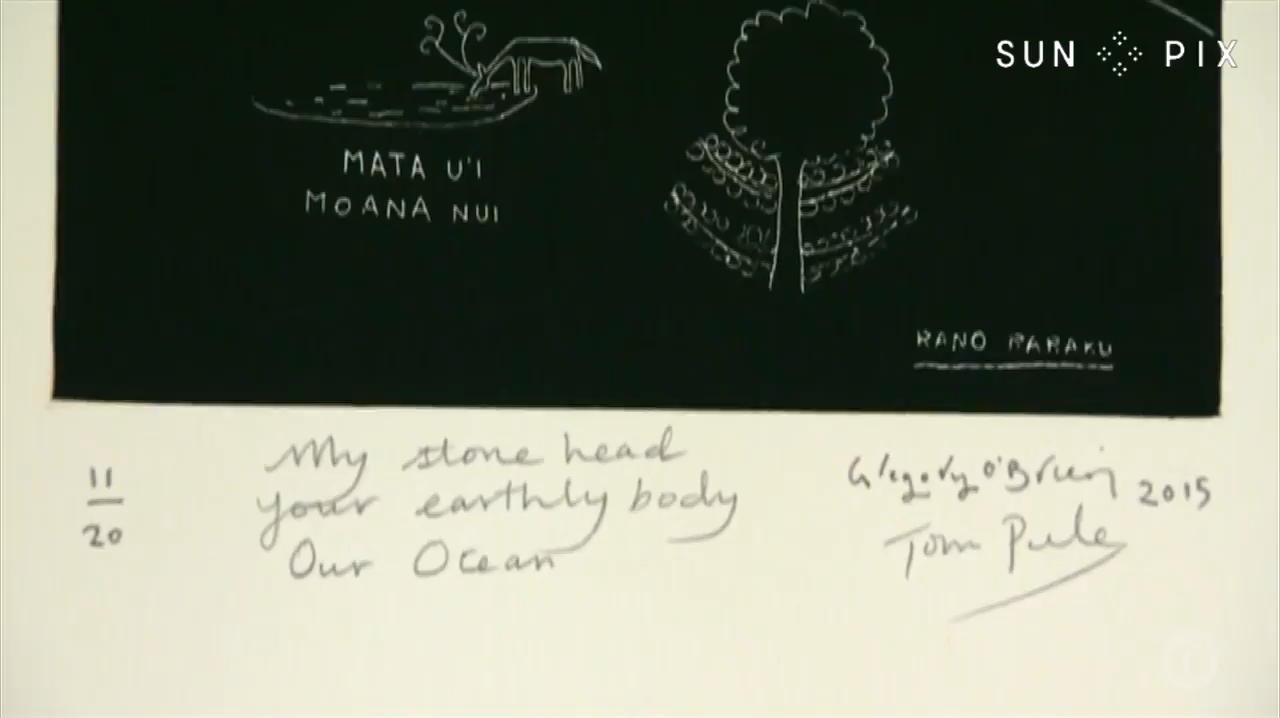 SUN PIX
MATA U'I
MOANA NUI
RANO RARAKU
11
20
My stone head
your earthly body
Our Ocean
Gregory O'Brien 2015
John Pule